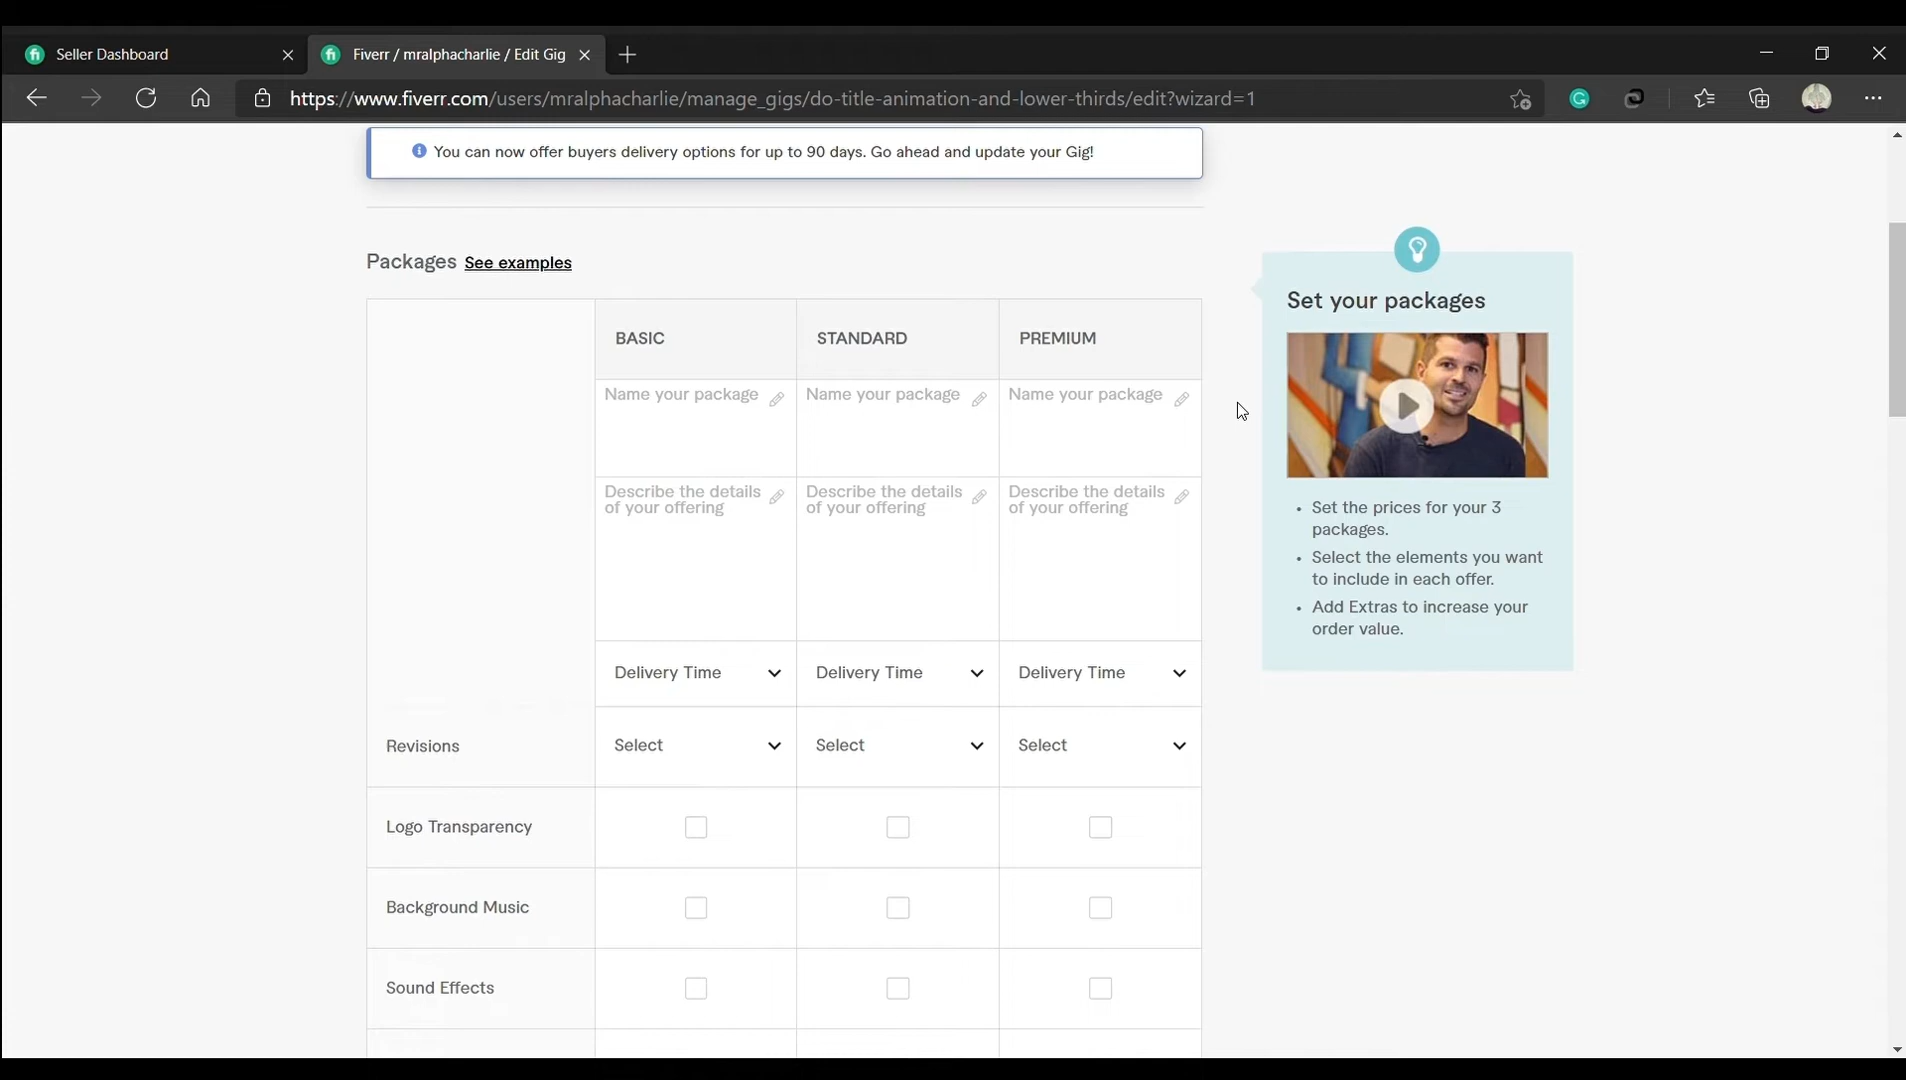 Seller Dashboard
Fiverr / mralphacharlie / Edit Gig
https://www.fiverr.com/users/mralphacharlie/manage_gigs/do-title-animation-and-lower-thirds/edit?wizard=1
You can now offer buyers delivery options for up to 90 days. Go ahead and update your Gig!
Packages See examples
BASIC STANDARD PREMIUM
Name your package Name your package Name your package
Describe the details Describe the details Describe the details
of your offering of your offering of your offering
Delivery Time Delivery Time Delivery Time
Revisions Select Select Select
Logo Transparency
Background Music
Sound Effects
Set your packages
• Set the prices for your 3
packages.
• Select the elements you want
to include in each offer.
• Add Extras to increase your
order value.